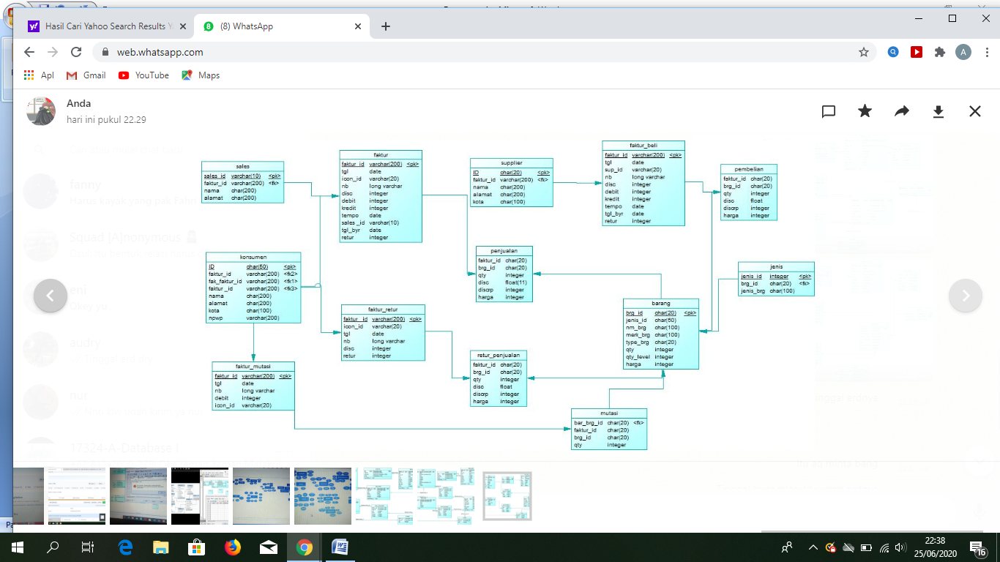 Hasil Cari Yahoo Search Results Y
(8) WhatsApp
web.whatsapp.com
Apl
Gmail
YouTube
Maps
Anda
hari ini pukul 22.29
sales
sales_id varchar(10) <pk>
faktur_id varchar(200) <fk>
nama char(200)
alamat char(200)
faktur
faktur_id varchar(200) <pk>
tgl date
icon_id varchar(20)
nb long varchar
disc integer
debit integer
kredit integer
tempo date
sales _id varchar(10)
tgl_byr date
retur integer
supplier
ID char(20) <pk>
faktur_id varchar(200) <fk>
nama char(200)
alamat char(200)
kota char(100)
faktur_beli
faktur_id varchar(200) <pk>
tgl date
sup_id varchar(20)
nb long varchar
disc integer
debit integer
kredit integer
tempo date
tgl_byr date
retur integer
pembelian
faktur_id char(20)
brg_id char(20)
qty integer
disc float
discrp integer
harga integer
konsumen
ID char(50) <pk>
faktur_id varchar(200) <fk2>
fak_faktur_id varchar(200) <fk1>
faktur _id varchar(200) <fk3>
nama char(200)
alamat char(200)
kota char(100)
npwp varchar(200)
penjualan
faktur_id char(20)
brg_id char(20)
qty integer
disc float(11)
discrp integer
harga integer
jenis
jenis_id integer <pk>
brg_id char(20) <fk>
jenis_brg char(100)
faktur_retur
faktur _id varchar(200) <pk>
icon_id varchar(20)
tgl date
nb long varchar
disc integer
retur integer
barang
brg_id char(20) <pk>
jenis_id char(50)
nm_brg char(100)
merk_brg char(100)
type_brg char(20)
qty integer
qty_level integer
harga integer
faktur_mutasi
faktur_id varchar(200) <pk>
tgl date
nb long varchar
debit integer
icon_id varchar(20)
retur_penjualan
faktur_id char(20)
brg_id char(20)
qty integer
disc float
discrp integer
harga integer
mutasi
bar_brg_id char(20) <fk>
faktur_id char(20)
brg_id char(20)
qty integer
fanny
Squad [A]nonymous
eni
Okey yu
audry
nur
17324-A-Database I
22:38
25/06/2020
16